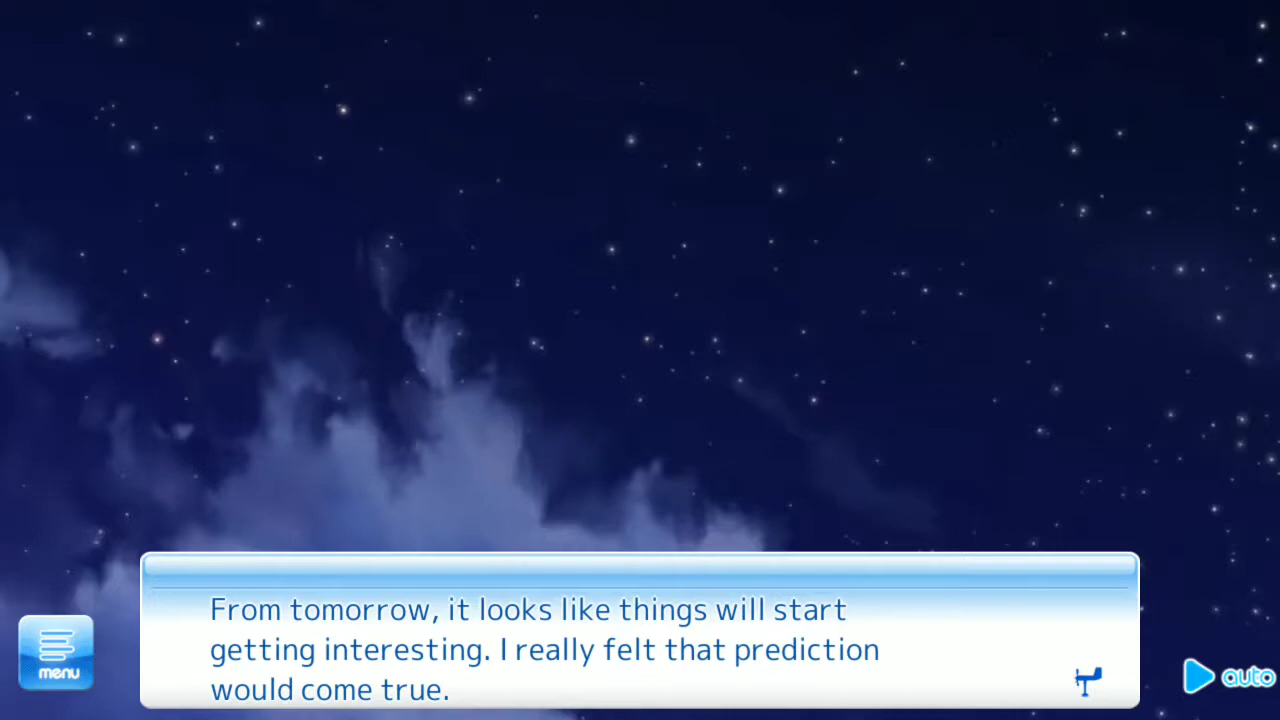 From tomorrow, it looks like things will start
getting interesting. I really felt that prediction
would come true.
menu
auto